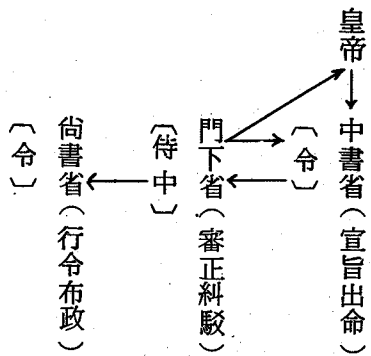 皇帝
中書省(宣旨出命)
〔令〕
門下省(審正糾駁)
〔侍中〕
尚書省(行令布政)
〔令〕